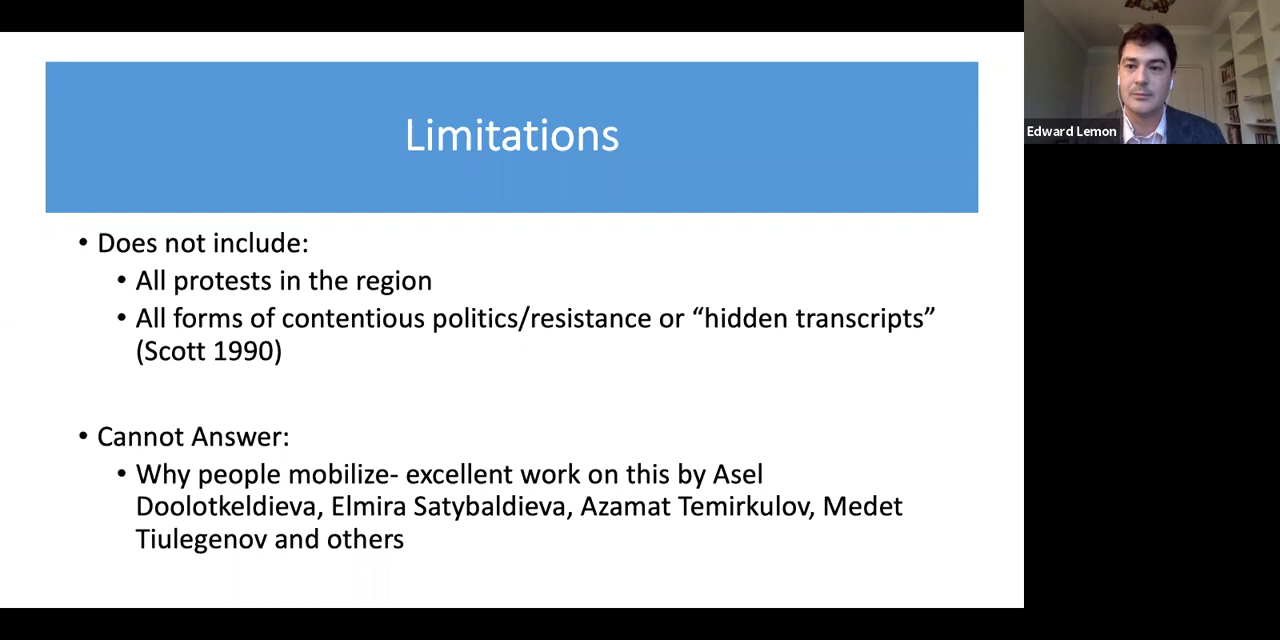 Limitations
• Does not include:
• All protests in the region
• All forms of contentious politics/resistance or “hidden transcripts”
(Scott 1990)
• Cannot Answer:
• Why people mobilize- excellent work on this by Asel
Doolotkeldieva, Elmira Satybaldieva, Azamat Temirkulov, Medet
Tiulegenov and others
Edward Lemon